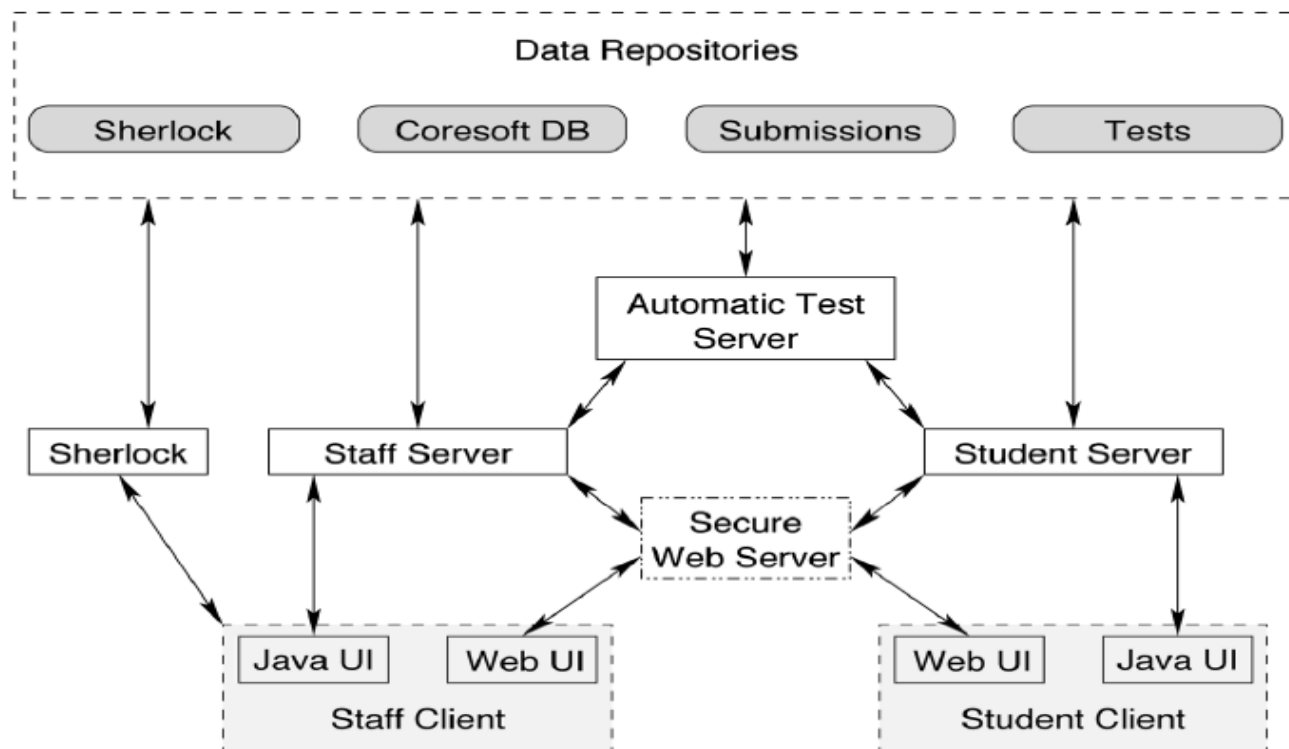 Data Repositories
Sherlock
Coresoft DB
Submissions
Tests
Automatic Test
Server
Sherlock
Staff Server
Student Server
Secure
Web Server
Java UI
Web UI
Web UI
Java UI
Staff Client
Student Client